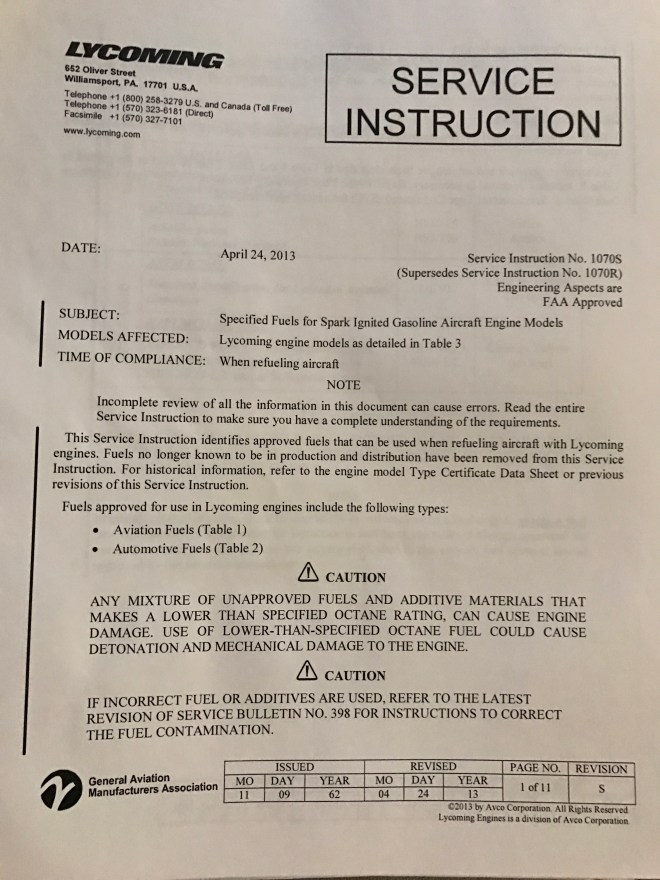 LYCOMING
652 Oliver Street
Williamsport, PA. 17701 U.S.A.
Telephone +1 (800) 258-3279 U.S. and Canada (Toll Free)
Telephone +1 (570) 323-6181 (Direct)
Facsimile +1 (570) 327-7101
www.lycoming.com
SERVICE
INSTRUCTION
DATE: April 24, 2013
Service Instruction No. 1070S
(Supersedes Service Instruction No. 1070R)
Engineering Aspects are
FAA Approved
SUBJECT: Specified Fuels for Spark Ignited Gasoline Aircraft Engine Models
MODELS AFFECTED: Lycoming engine models as detailed in Table 3
TIME OF COMPLIANCE: When refueling aircraft
NOTE
Incomplete review of all the information in this document can cause errors. Read the entire
Service Instruction to make sure you have a complete understanding of the requirements.
This Service Instruction identifies approved fuels that can be used when refueling aircraft with Lycoming
engines. Fuels no longer known to be in production and distribution have been removed from this Service
Instruction. For historical information, refer to the engine model Type Certificate Data Sheet or previous
revisions of this Service Instruction.
Fuels approved for use in Lycoming engines include the following types:
• Aviation Fuels (Table 1)
• Automotive Fuels (Table 2)
CAUTION
ANY MIXTURE OF UNAPPROVED FUELS AND ADDITIVE MATERIALS THAT
MAKES A LOWER THAN SPECIFIED OCTANE RATING, CAN CAUSE ENGINE
DAMAGE. USE OF LOWER-THAN-SPECIFIED OCTANE FUEL COULD CAUSE
DETONATION AND MECHANICAL DAMAGE TO THE ENGINE.
CAUTION
IF INCORRECT FUEL OR ADDITIVES ARE USED, REFER TO THE LATEST
REVISION OF SERVICE BULLETIN NO. 398 FOR INSTRUCTIONS TO CORRECT
THE FUEL CONTAMINATION.
General Aviation
Manufacturers Association
ISSUED REVISED PAGE NO. REVISION
MO DAY YEAR MO DAY YEAR 1 of 11 S
11 09 62 04 24 13
©2013 by Avco Corporation. All Rights Reserved
Lycoming Engines is a division of Avco Corporation